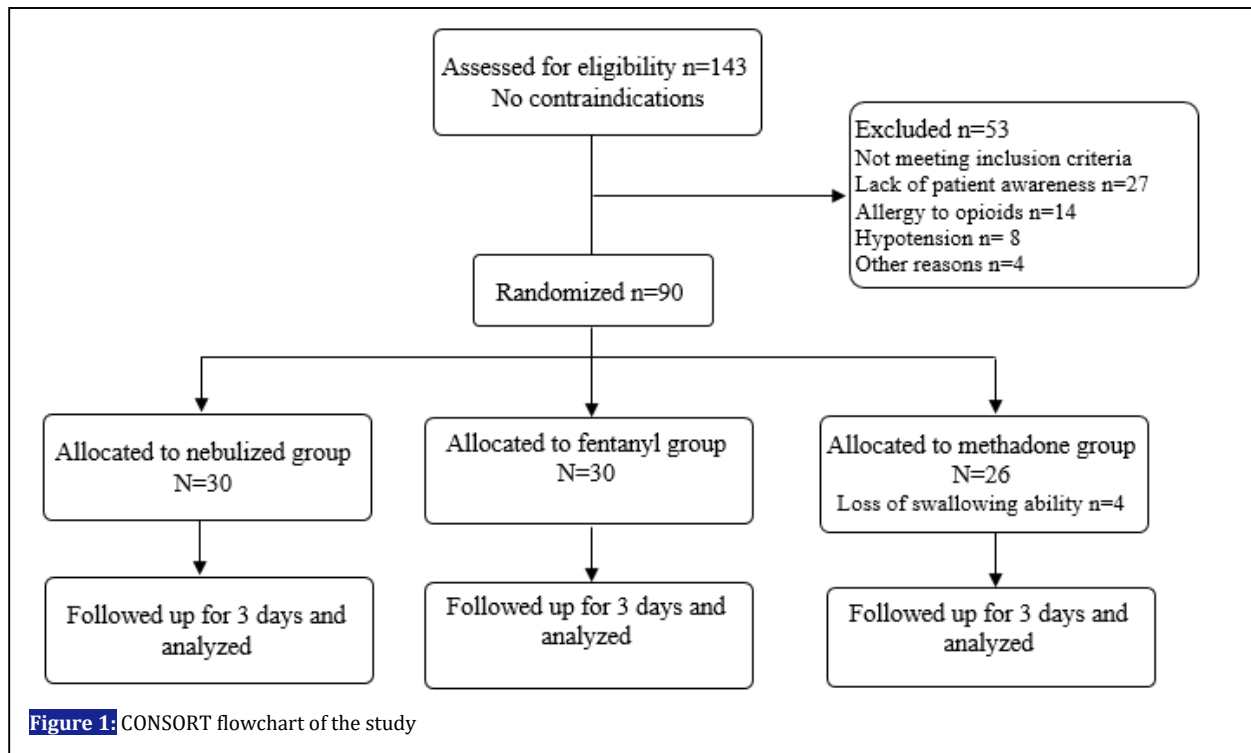 Assessed for eligibility n=143
No contraindications
Excluded n=53
Not meeting inclusion criteria
Lack of patient awareness n=27
Allergy to opioids n=14
Hypotension n= 8
Other reasons n=4
Randomized n=90
Allocated to nebulized group
N=30
Allocated to fentanyl group
N=30
Allocated to methadone group
N=26
Loss of swallowing ability n=4
Followed up for 3 days and
analyzed
Followed up for 3 days and
analyzed
Followed up for 3 days and
analyzed
Figure 1: CONSORT flowchart of the study